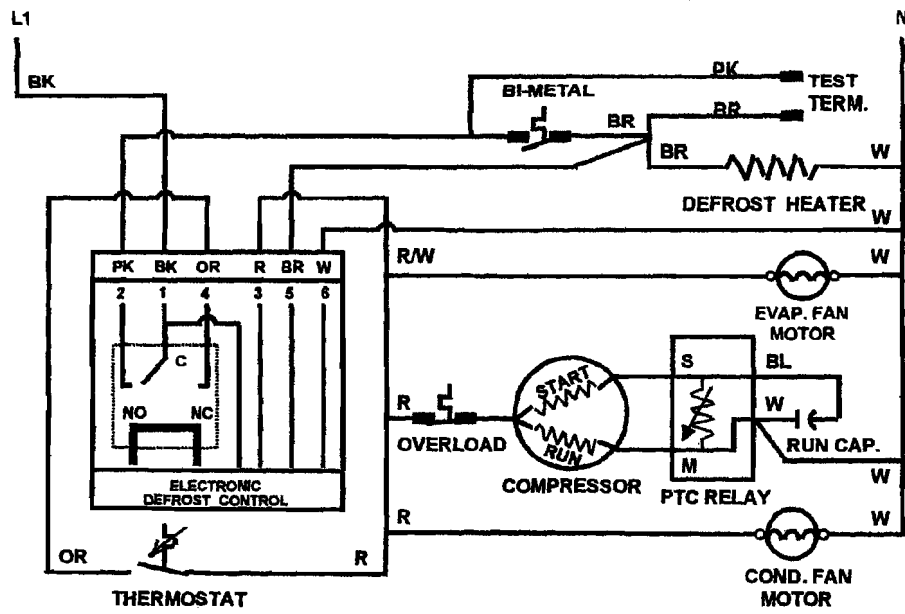 L1
N
BK
PK
TEST
TERM.
BI-METAL
BR
BR
BR
W
DEFROST HEATER
W
R/W
W
PK BK OR R BR W
2 1 4 3 5 6
EVAP. FAN
MOTOR
C
NO NC
START
S
BL
R
W
OVERLOAD
RUN
RUN CAP.
M
COMPRESSOR
PTC RELAY
W
ELECTRONIC
DEFROST CONTROL
R
W
OR
R
COND. FAN
MOTOR
THERMOSTAT